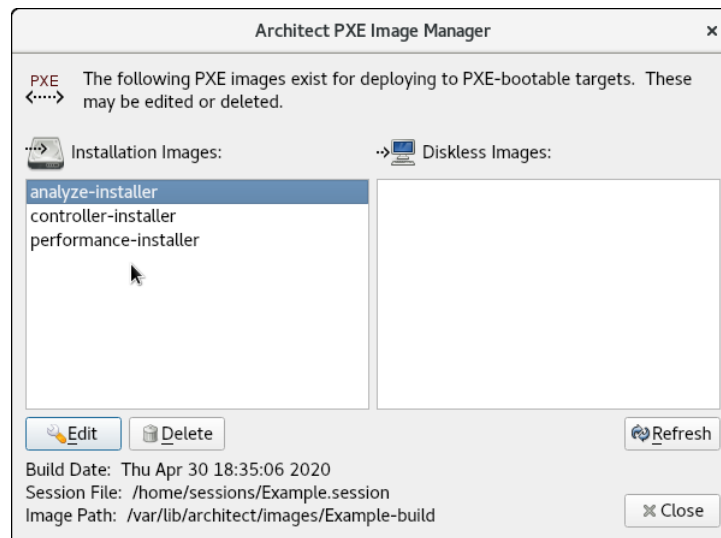 Architect PXE Image Manager
PXE
The following PXE images exist for deploying to PXE-bootable targets.  These
may be edited or deleted.
Installation Images:
Diskless Images:
analyze-installer
controller-installer
performance-installer
Edit
Delete
Refresh
Build Date:  Thu Apr 30 18:35:06 2020
Session File:  /home/sessions/Example.session
Image Path:  /var/lib/architect/images/Example-build
Close